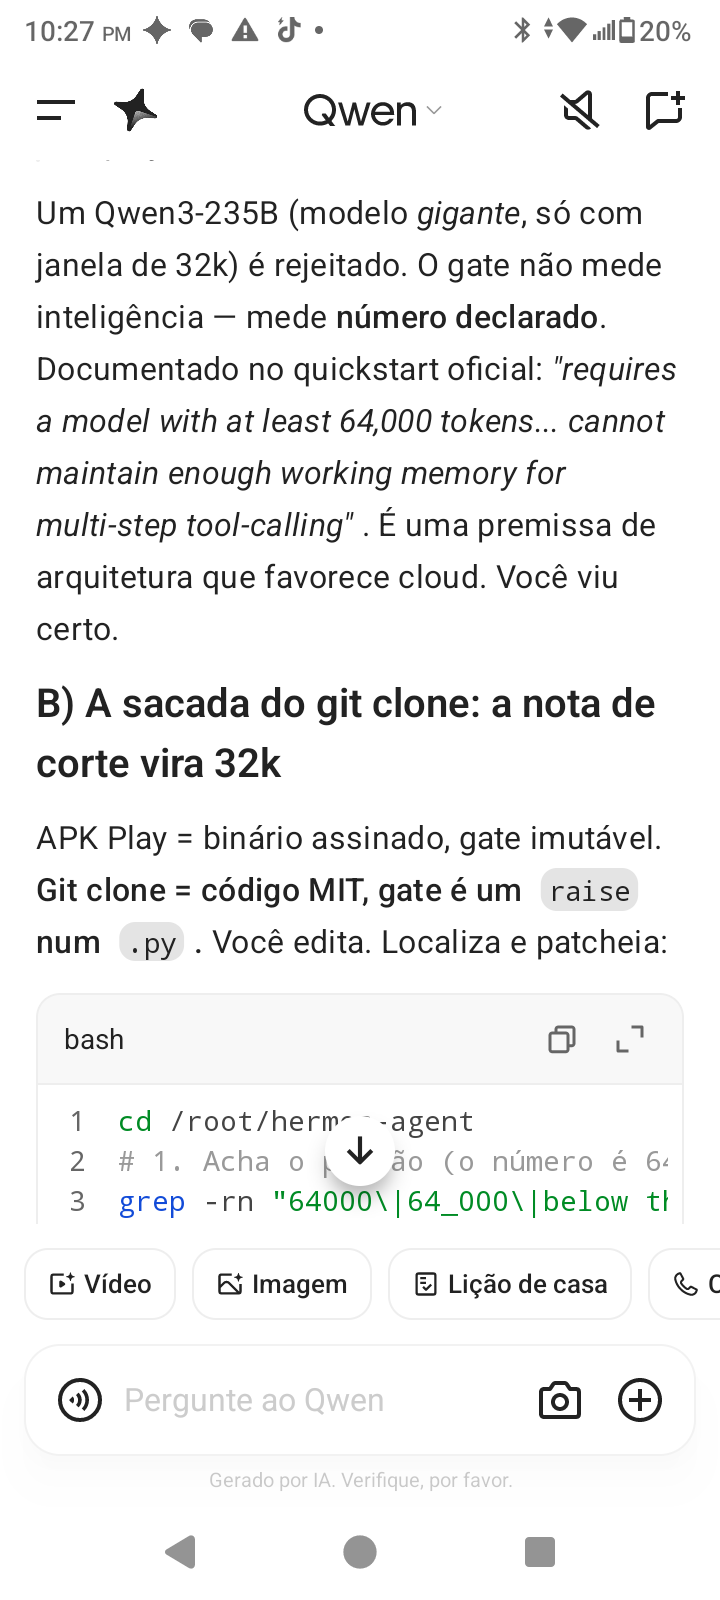 10:27 PM
20%
Qwen
Um Qwen3-235B (modelo gigante, só com
janela de 32k) é rejeitado. O gate não mede
inteligência — mede número declarado.
Documentado no quickstart oficial: "requires
a model with at least 64,000 tokens... cannot
maintain enough working memory for
multi-step tool-calling" . É uma premissa de
arquitetura que favorece cloud. Você viu
certo.
B) A sacada do git clone: a nota de
corte vira 32k
APK Play = binário assinado, gate imutável.
Git clone = código MIT, gate é um raise
num .py . Você edita. Localiza e patcheia:
bash
1 cd /root/hermes-agent
2 # 1. Acha o (o número é 64
3 grep -rn "64000\|64_000\|below th
Vídeo
Imagem
Lição de casa
Pergunte ao Qwen
Gerado por IA. Verifique, por favor.